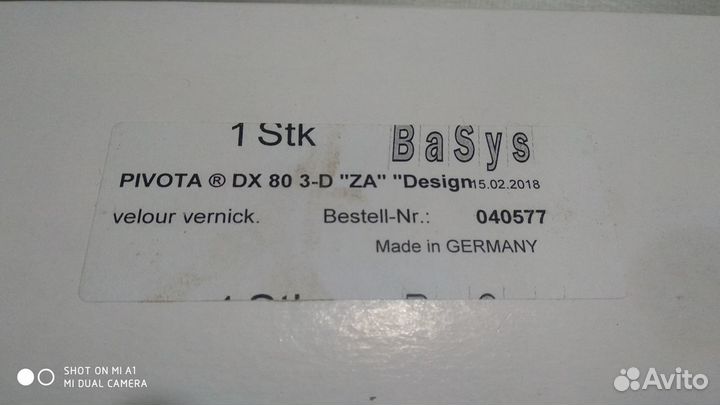 1 Stk BaSys
PIVOTA ® DX 80 3-D "ZA" "Design 15.02.2018
velour vernick. Bestell-Nr.: 040577
Made in GERMANY
SHOT ON MI A1
MI DUAL CAMERA
Avito